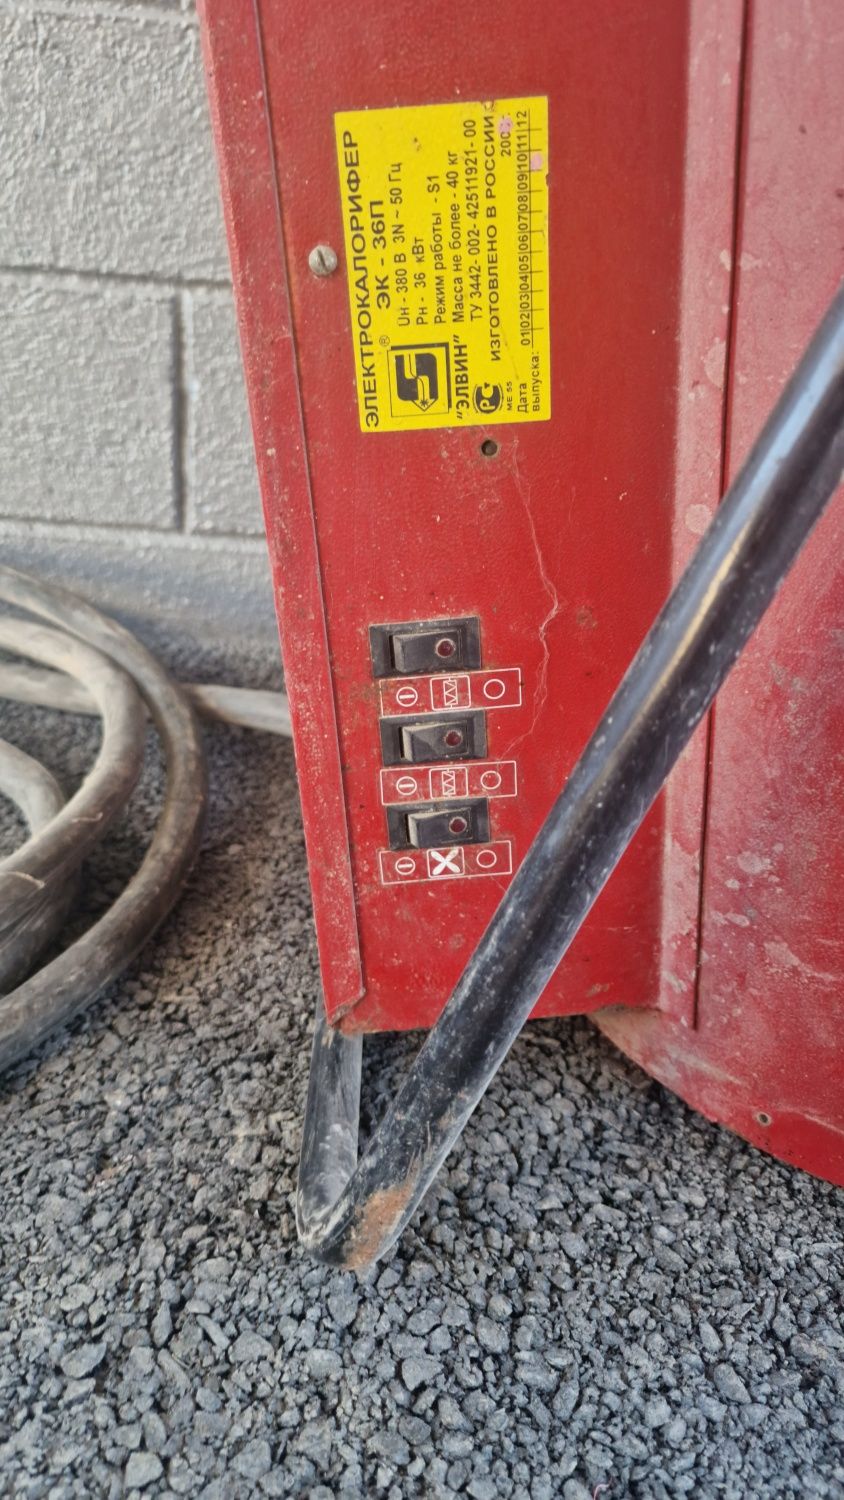 ЭЛЕКТРОКАЛОРИФЕР
ЭК - 36П
Uн - 380 В 3N ~ 50 Гц
Рн - 36 кВт
Режим работы - S1
Масса не более - 40 кг
ТУ 3442- 002- 42511921- 00
ИЗГОТОВЛЕНО В РОССИИ
®
"ЭЛВИН"
РС
МЕ 55
Дата
выпуска:
01 02 03 04 05 06 07 08 09 10 11 12